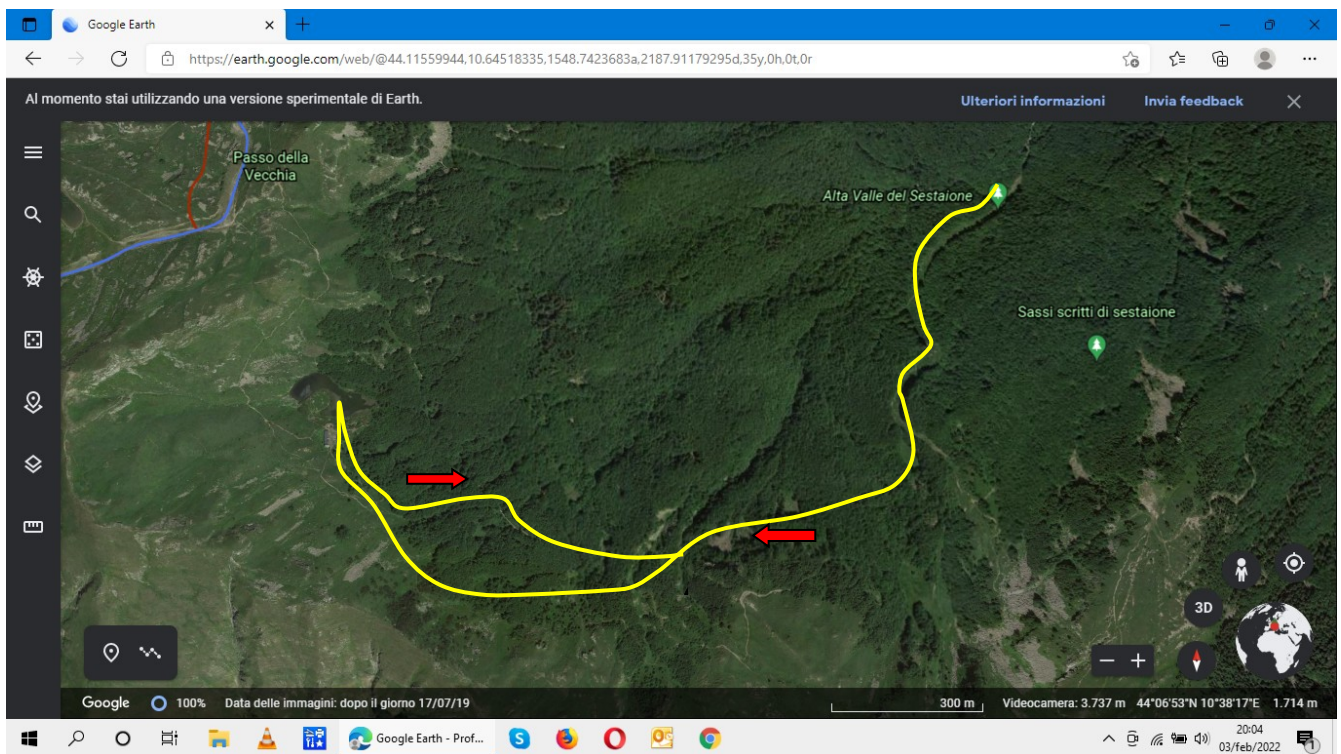 Google Earth
https://earth.google.com/web/@44.11559944,10.64518335,1548.7423683a,2187.91179295d,35y,0h,0t,0r
Al momento stai utilizzando una versione sperimentale di Earth.
Ulteriori informazioni
Invia feedback
Passo della
Vecchia
Alta Valle del Sestaione
Sassi scritti di sestaione
3D
Google
100%
Data delle immagini: dopo il giorno 17/07/19
300 m
Videocamera: 3.737 m
44°06'53"N 10°38'17"E
1.714 m
Google Earth - Prof...
20:04
03/feb/2022
1